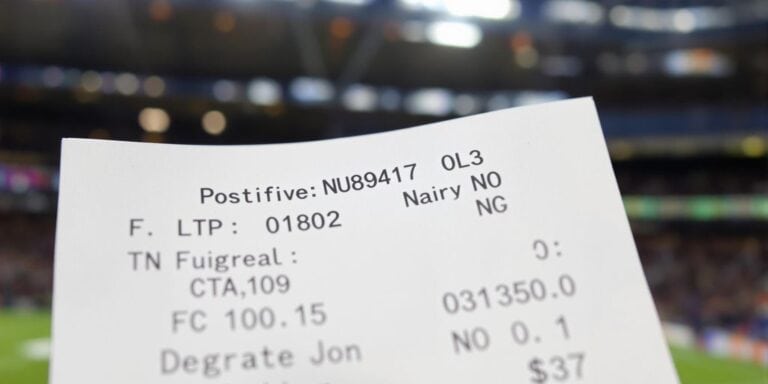 Postifive: NU89417 OL3
F. LTP: 01802 Nairy NO
NG
TN Fuigreal:
CTA,109
FC 100.15 031350.0
Degrate Jon NO 0. 1
$37